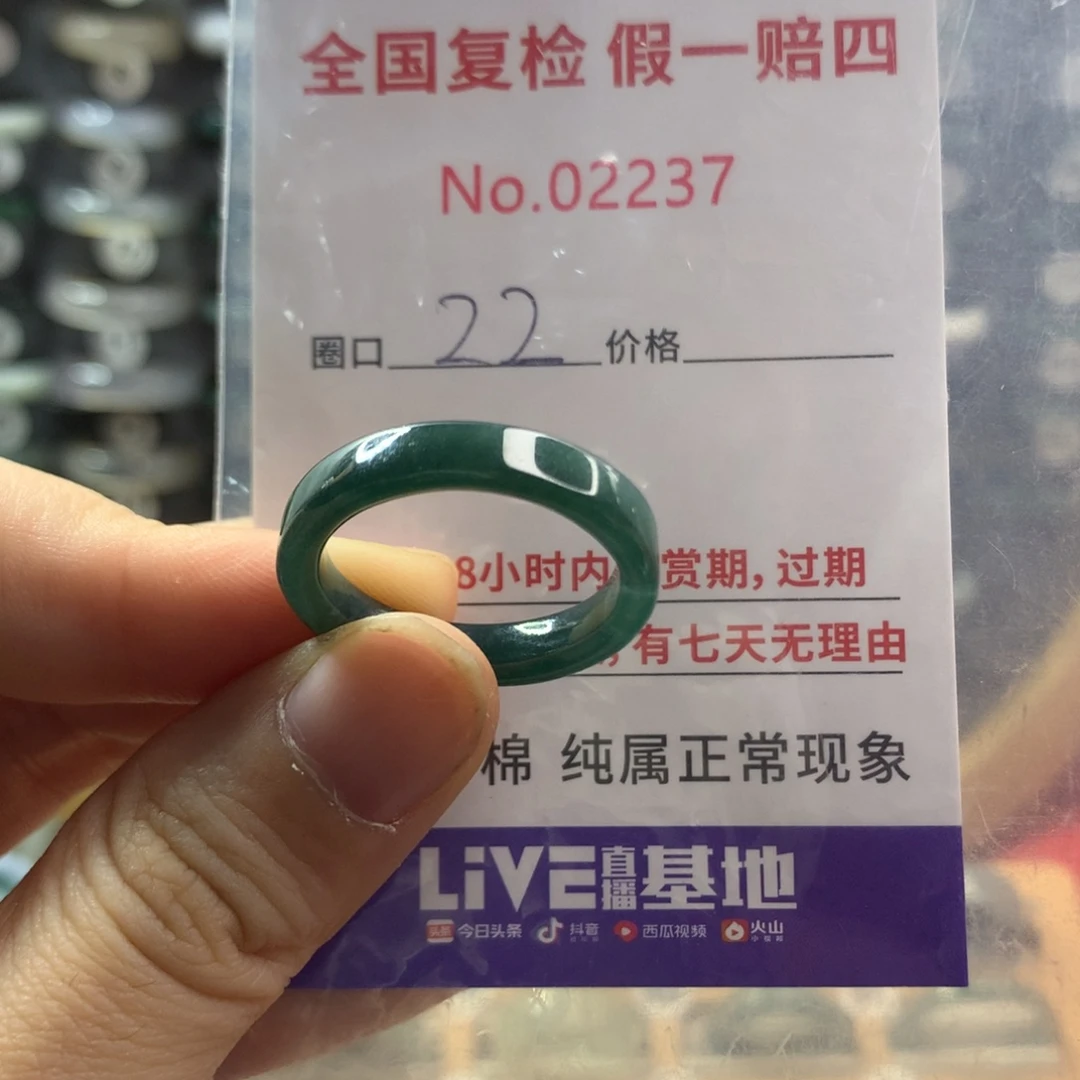 全国复检 假一赔四
No.02237
圈口 22 价格
8小时内 赏期, 过期
有七天无理由
棉 纯属正常现象
LiVE直播基地
头条 今日头条 抖音 西瓜视频 火山